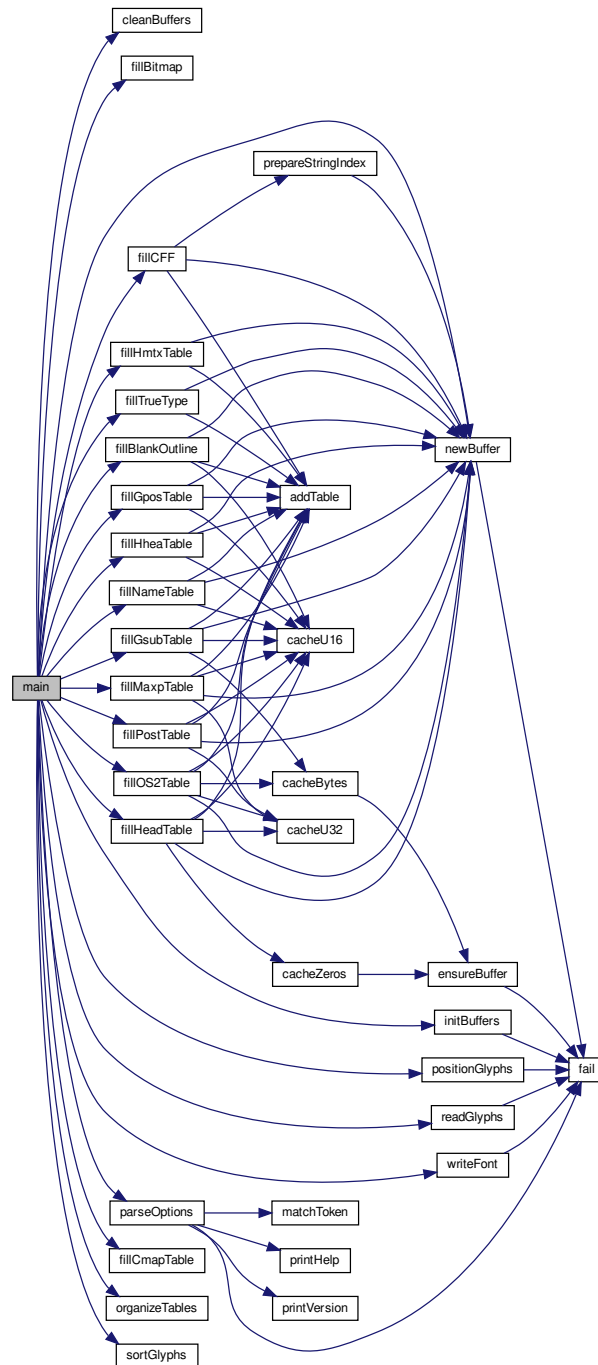 cleanBuffers
fillBitmap
prepareStringIndex
fillCFF
fillHmtxTable
fillTrueType
fillBlankOutline
newBuffer
fillGposTable
addTable
fillHheaTable
fillNameTable
fillGsubTable
cacheU16
main
fillMaxpTable
fillPostTable
fillOS2Table
cacheBytes
fillHeadTable
cacheU32
cacheZeros
ensureBuffer
initBuffers
positionGlyphs
fail
readGlyphs
writeFont
parseOptions
matchToken
fillCmapTable
printHelp
organizeTables
printVersion
sortGlyphs